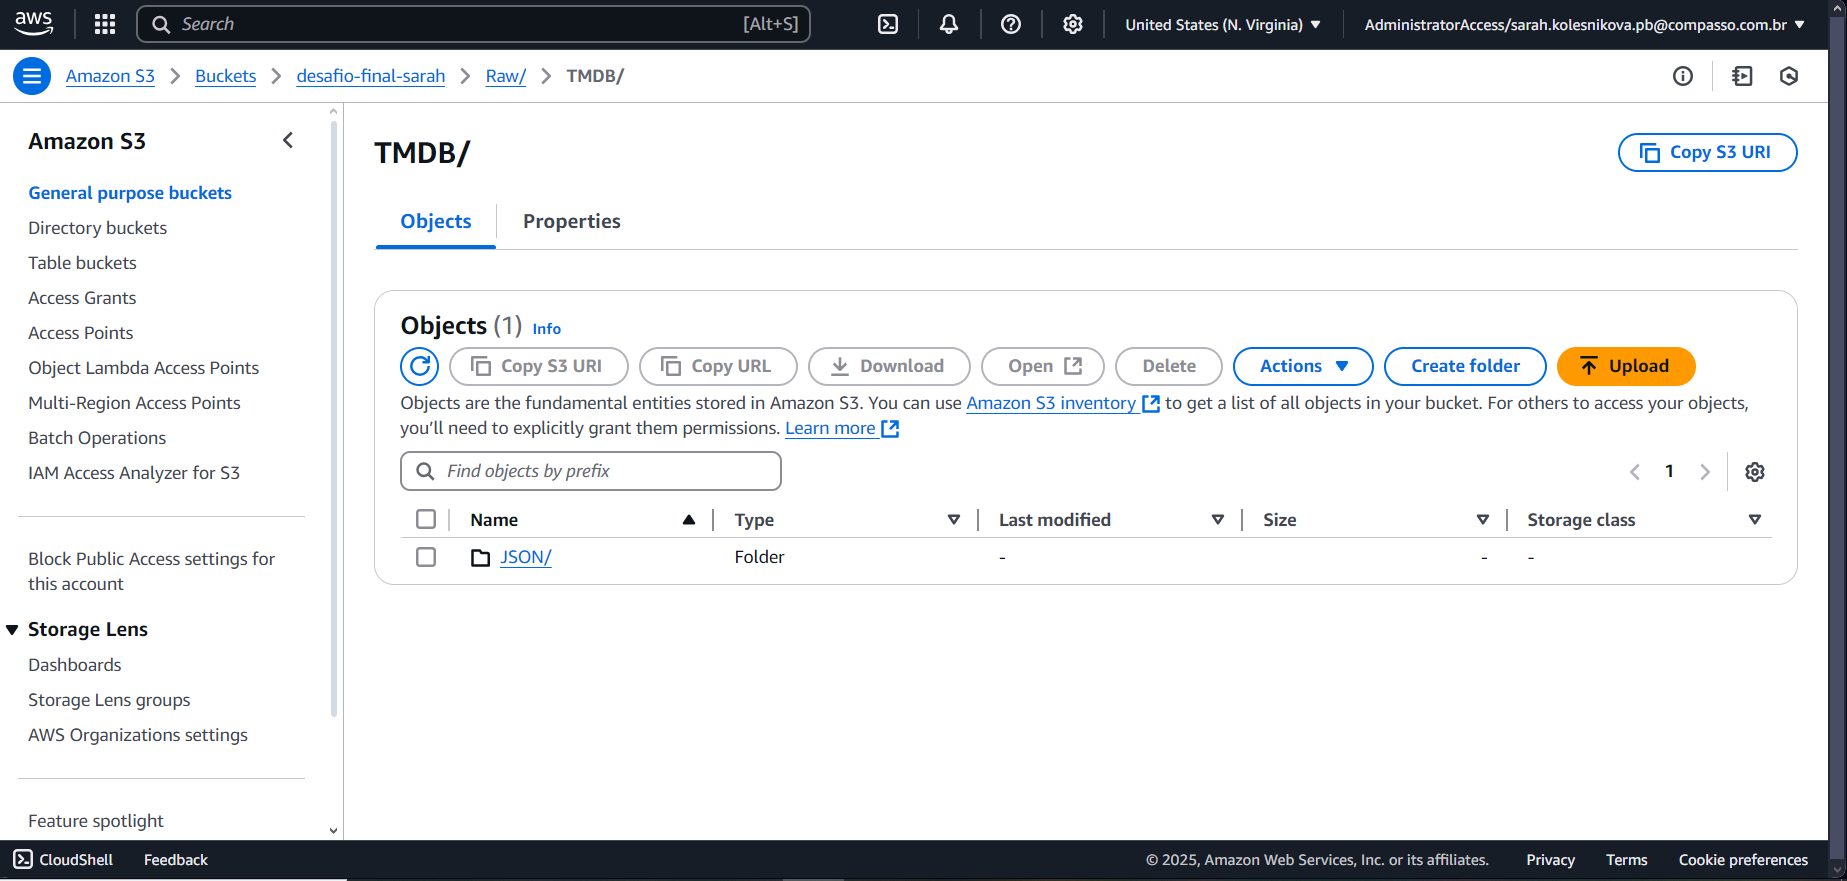 aws
Search [Alt+S] United States (N. Virginia) AdministratorAccess/sarah.kolesnikova.pb@compasso.com.br
Amazon S3 Buckets desafio-final-sarah Raw/ TMDB/
Amazon S3
General purpose buckets
Directory buckets
Table buckets
Access Grants
Access Points
Object Lambda Access Points
Multi-Region Access Points
Batch Operations
IAM Access Analyzer for S3
Block Public Access settings for
this account
Storage Lens
Dashboards
Storage Lens groups
AWS Organizations settings
Feature spotlight
TMDB/
Copy S3 URI
Objects Properties
Objects (1) Info
Copy S3 URI Copy URL Download Open Delete Actions Create folder Upload
Objects are the fundamental entities stored in Amazon S3. You can use Amazon S3 inventory to get a list of all objects in your bucket. For others to access your objects,
you’ll need to explicitly grant them permissions. Learn more
Find objects by prefix 1
Name Type Last modified Size Storage class
JSON/ Folder - - -
CloudShell Feedback © 2025, Amazon Web Services, Inc. or its affiliates. Privacy Terms Cookie preferences